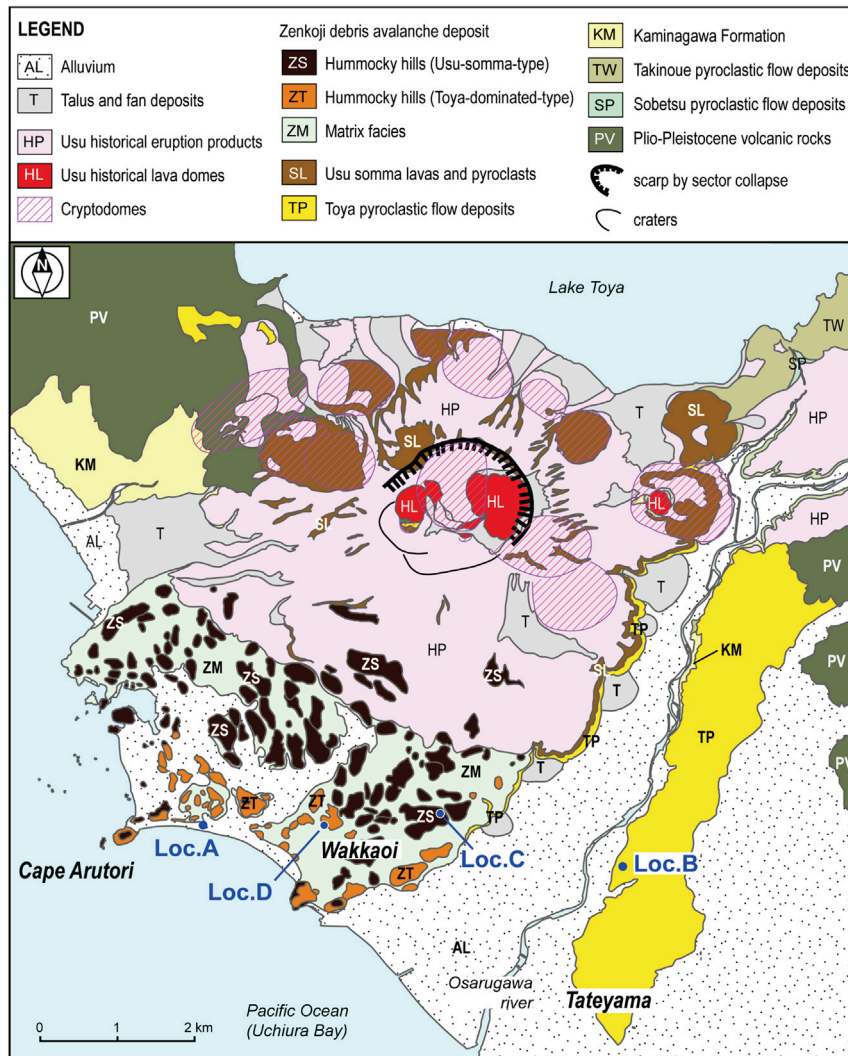 LEGEND
AL Alluvium
T Talus and fan deposits
HP Usu historical eruption products
HL Usu historical lava domes
Cryptodomes
Zenkoji debris avalanche deposit
ZS Hummocky hills (Usu-somma-type)
ZT Hummocky hills (Toya-dominated-type)
ZM Matrix facies
SL Usu somma lavas and pyroclasts
TP Toya pyroclastic flow deposits
KM Kaminagawa Formation
TW Takinoue pyroclastic flow deposits
SP Sobetsu pyroclastic flow deposits
PV Plio-Pleistocene volcanic rocks
scarp by sector collapse
craters
N
Lake Toya
PV
TW
SP
HP
T
SL
HP
SL
KM
HL
HL
HL
HP
AL
T
SL
PV
T
T
TP
ZS
HP
KM
ZM
ZS
ZS
ZS
SL
T
PV
ZS
TP
TP
ZM
T
ZT
ZT
ZS
TP
PV
Loc.A
Wakkaoi
Loc.C
Cape Arutori
Loc.D
ZT
Loc.B
AL
Osarugawa
river
Tateyama
Pacific Ocean
(Uchiura Bay)
0 1 2 km